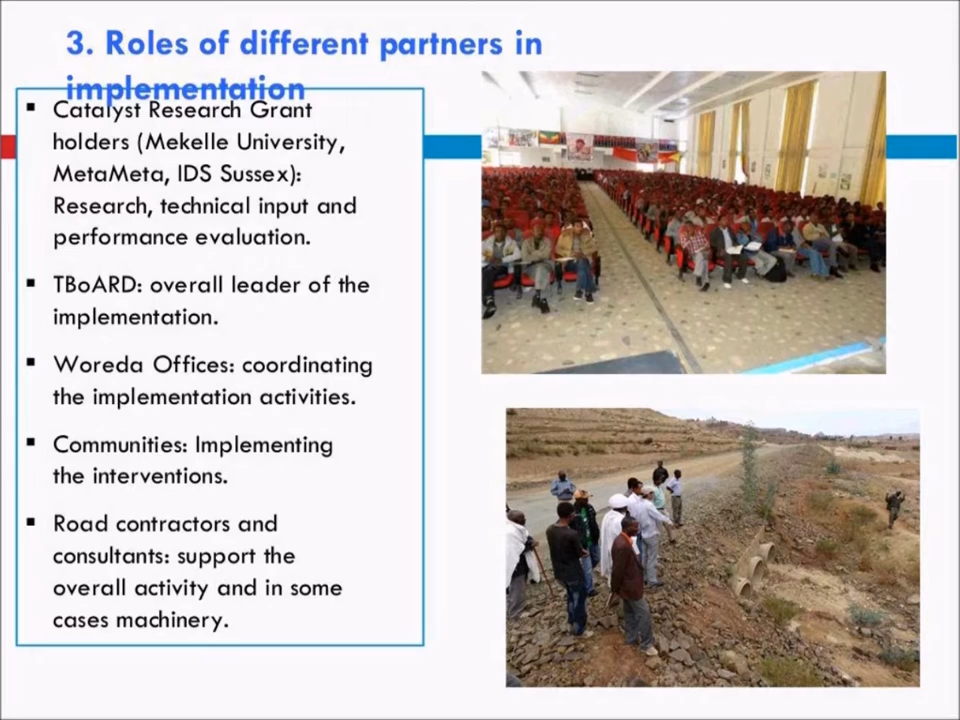 3. Roles of different partners in
implementation
▪ Catalyst Research Grant
holders (Mekelle University,
MetaMeta, IDS Sussex):
Research, technical input and
performance evaluation.
▪ TBoARD: overall leader of the
implementation.
▪ Woreda Offices: coordinating
the implementation activities.
▪ Communities: Implementing
the interventions.
▪ Road contractors and
consultants: support the
overall activity and in some
cases machinery.